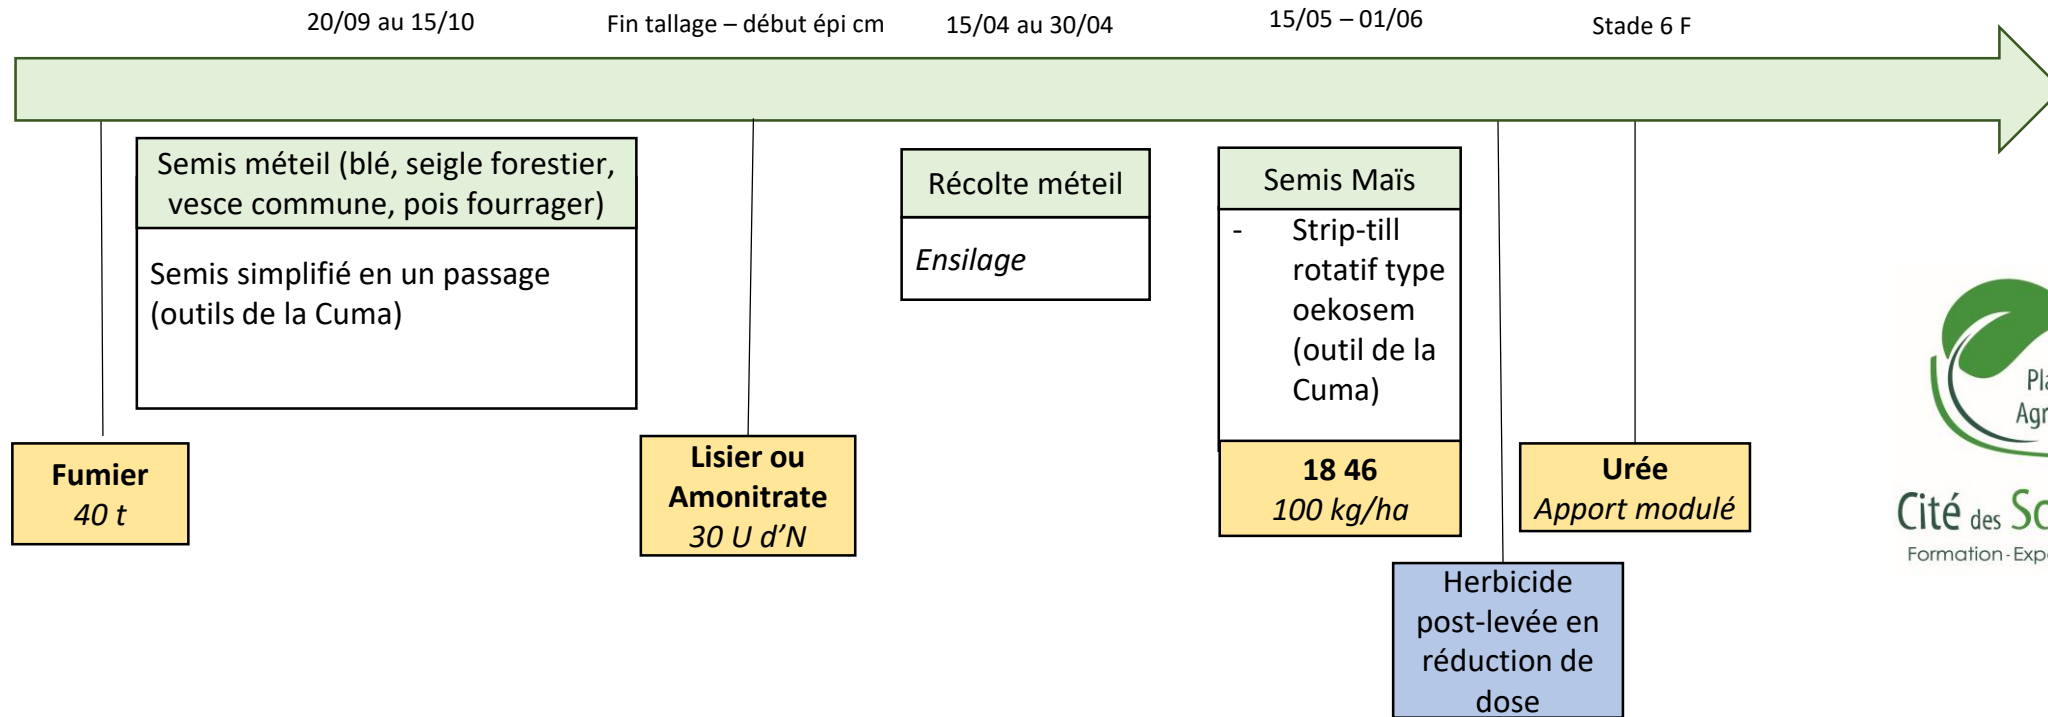 20/09 au 15/10
Fin tallage – début épi cm
15/04 au 30/04
15/05 – 01/06
Stade 6 F
Semis méteil (blé, seigle forestier,
vesce commune, pois fourrager)
Semis simplifié en un passage
(outils de la Cuma)
Récolte méteil
Ensilage
Semis Maïs
- Strip-till
rotatif type
oekosem
(outil de la
Cuma)
Fumier
40 t
Lisier ou
Amonitrate
30 U d’N
18 46
100 kg/ha
Urée
Apport modulé
Herbicide
post-levée en
réduction de
dose
Cité des
Formation -